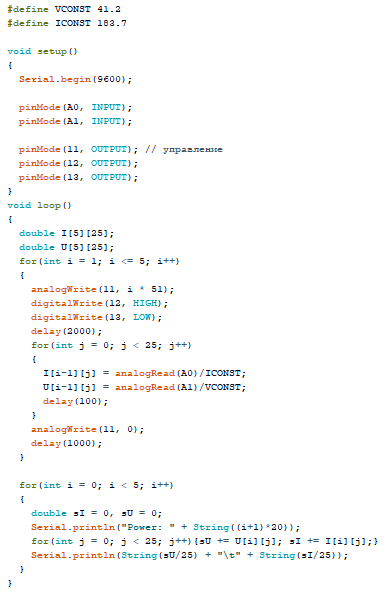 #define VCONST 41.2
#define ICONST 183.7
void setup()
{
Serial.begin(9600);
pinMode(A0, INPUT);
pinMode(A1, INPUT);
pinMode(11, OUTPUT); // управление
pinMode(12, OUTPUT);
pinMode(13, OUTPUT);
}
void loop()
{
double I[5][25];
double U[5][25];
for(int i = 1; i <= 5; i++)
{
analogWrite(11, i * 51);
digitalWrite(12, HIGH);
digitalWrite(13, LOW);
delay(2000);
for(int j = 0; j < 25; j++)
{
I[i-1][j] = analogRead(A0)/ICONST;
U[i-1][j] = analogRead(A1)/VCONST;
delay(100);
}
analogWrite(11, 0);
delay(1000);
}
for(int i = 0; i < 5; i++)
{
double sI = 0, sU = 0;
Serial.println("Power: " + String((i+1)*20));
for(int j = 0; j < 25; j++){sU += U[i][j]; sI += I[i][j];}
Serial.println(String(sU/25) + "\t" + String(sI/25));
}
}